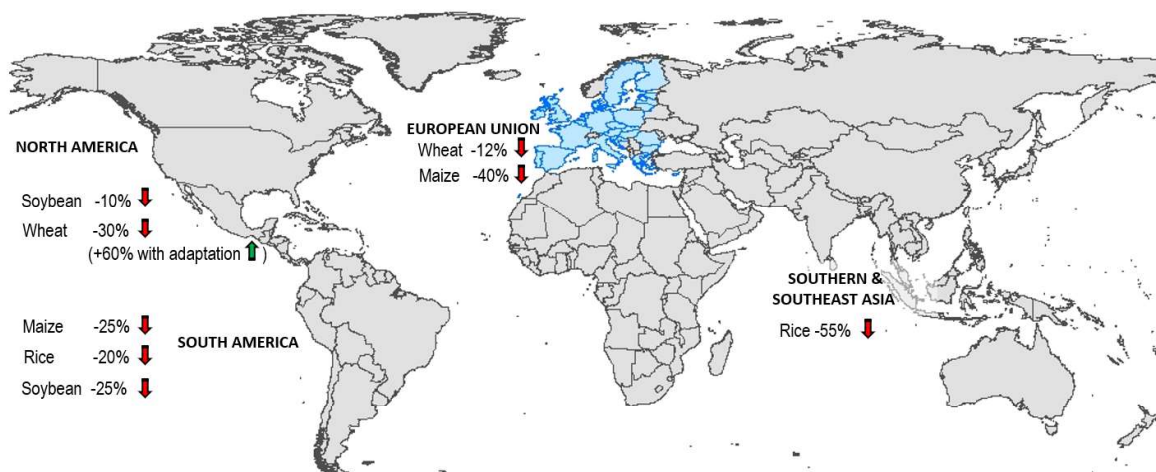 NORTH AMERICA
Soybean -10%
Wheat -30%
(+60% with adaptation )
EUROPEAN UNION
Wheat -12%
Maize -40%
SOUTH AMERICA
Maize -25%
Rice -20%
Soybean -25%
SOUTHERN &
SOUTHEAST ASIA
Rice -55%